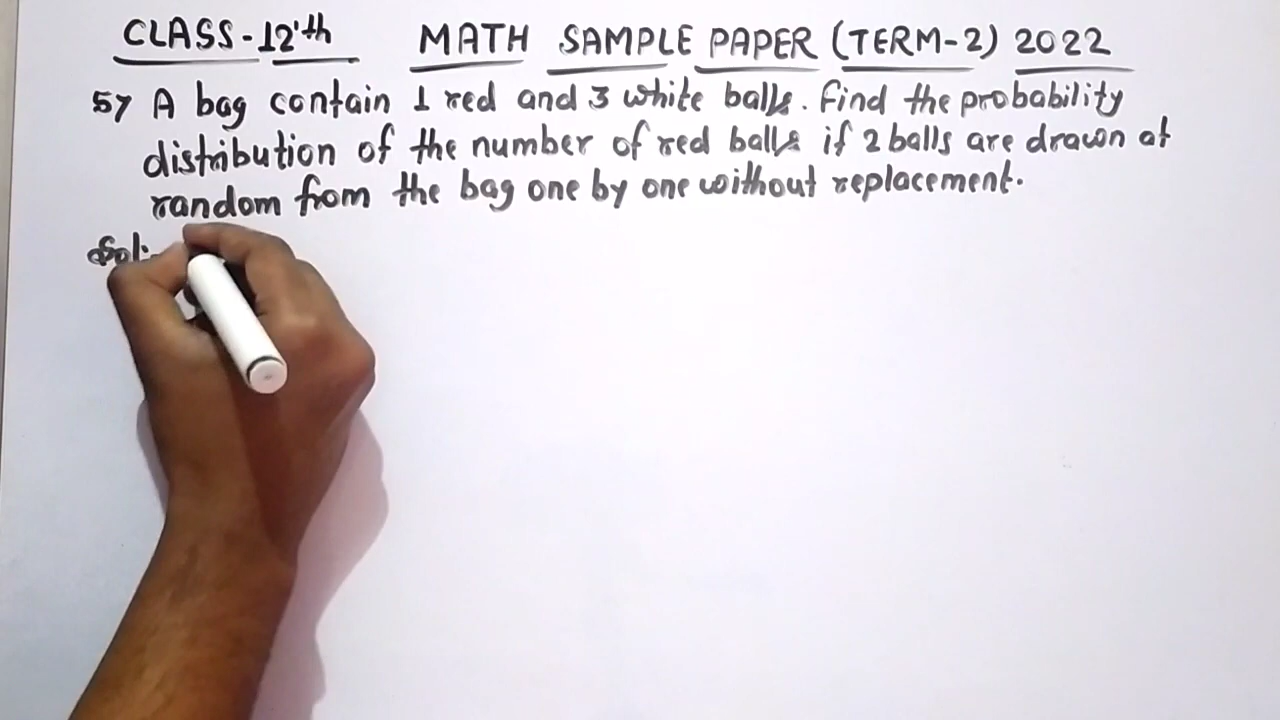 CLASS-12'th MATH SAMPLE PAPER (TERM-2) 2022
5) A bag contain 1 red and 3 white balls. Find the probability
distribution of the number of red balls if 2 balls are drawn at
random from the bag one by one without replacement.
Sol:-